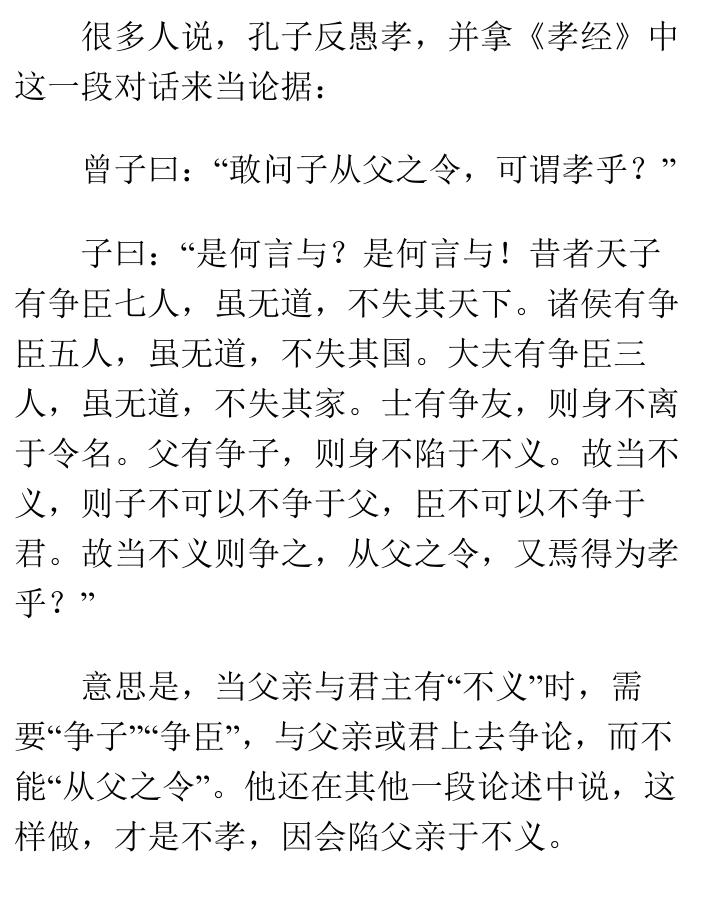 很多人说，孔子反愚孝，并拿《孝经》中
这一段对话来当论据：
曾子曰：“敢问子从父之令，可谓孝乎？”
子曰：“是何言与？是何言与！昔者天子
有争臣七人，虽无道，不失其天下。诸侯有争
臣五人，虽无道，不失其国。大夫有争臣三
人，虽无道，不失其家。士有争友，则身不离
于令名。父有争子，则身不陷于不义。故当不
义，则子不可以不争于父，臣不可以不争于
君。故当不义则争之，从父之令，又焉得为孝
乎？”
意思是，当父亲与君主有“不义”时，需
要“争子”“争臣”，与父亲或君上去争论，而不
能“从父之令”。他还在其他一段论述中说，这
样做，才是不孝，因会陷父亲于不义。